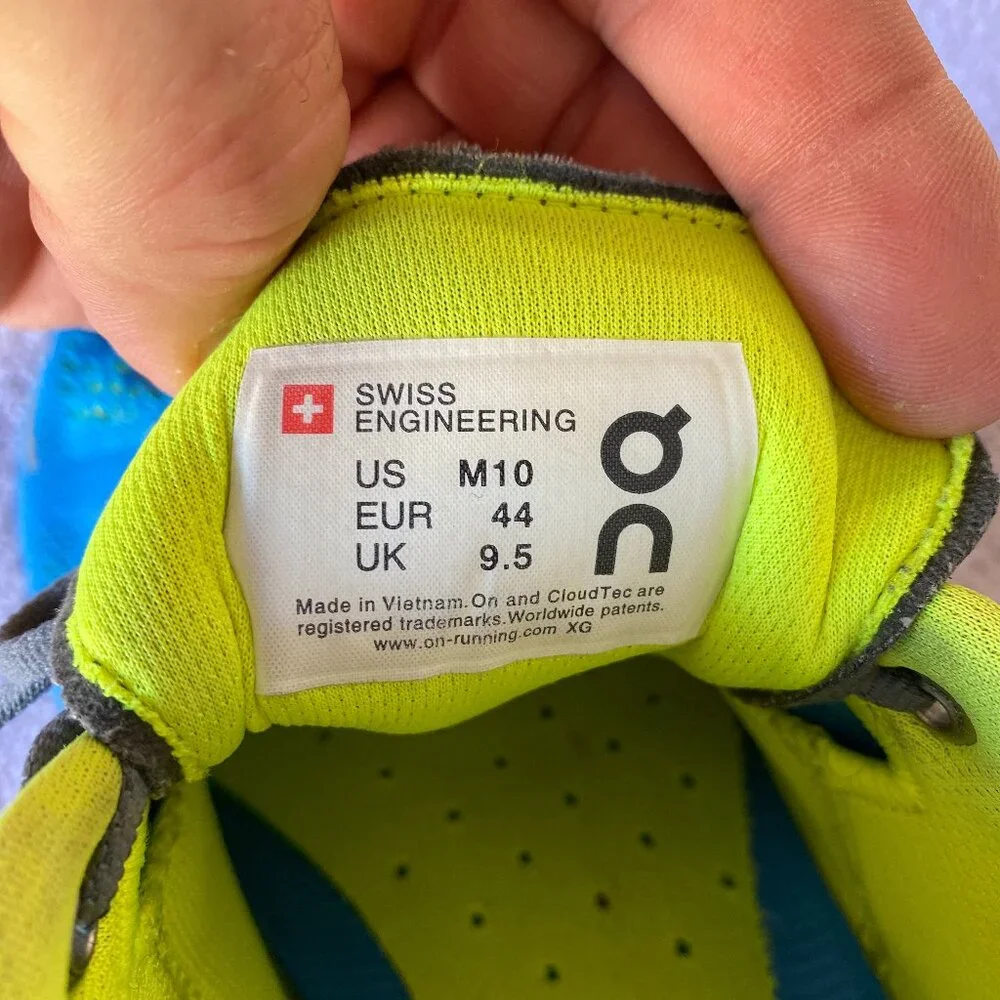 SWISS
ENGINEERING
US M10
EUR 44
UK 9.5
On
Made in Vietnam. On and CloudTec are
registered trademarks. Worldwide patents.
www.on-running.com XG